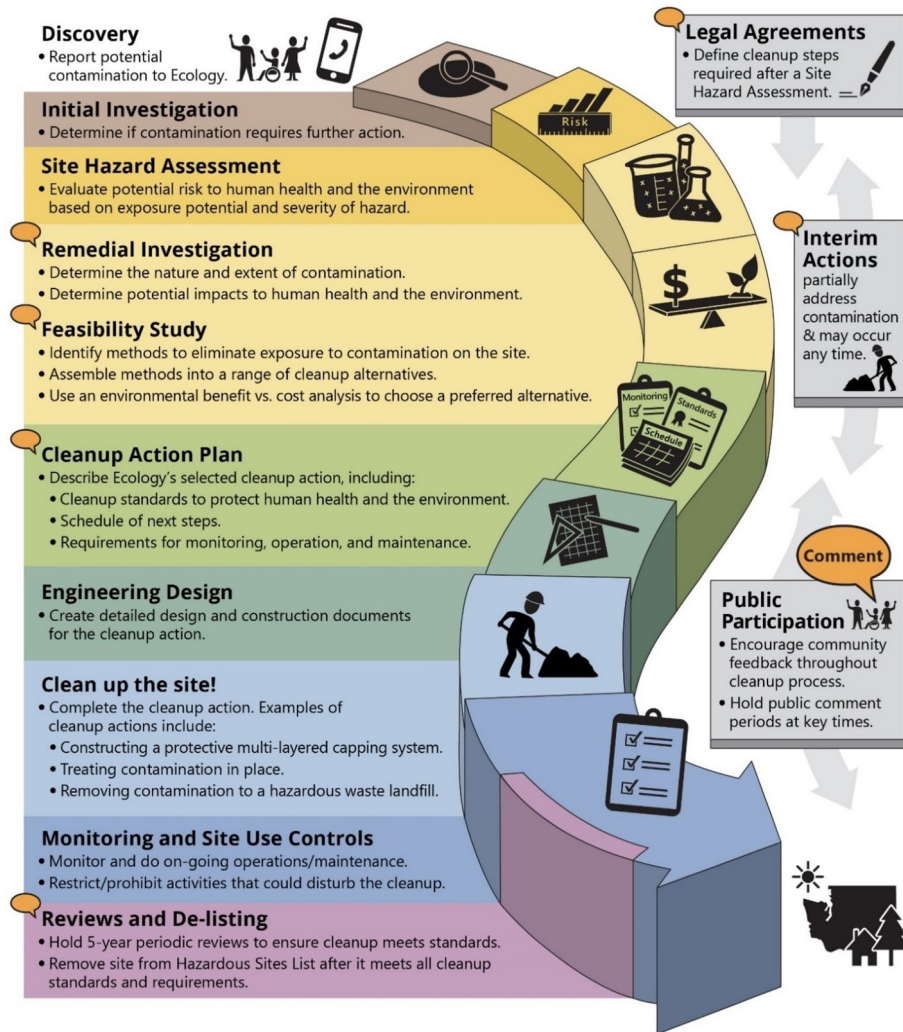 Discovery
• Report potential
contamination to Ecology.
Initial Investigation
• Determine if contamination requires further action.
Site Hazard Assessment
• Evaluate potential risk to human health and the environment
based on exposure potential and severity of hazard.
Remedial Investigation
• Determine the nature and extent of contamination.
• Determine potential impacts to human health and the environment.
Feasibility Study
• Identify methods to eliminate exposure to contamination on the site.
• Assemble methods into a range of cleanup alternatives.
• Use an environmental benefit vs. cost analysis to choose a preferred alternative.
Cleanup Action Plan
• Describe Ecology's selected cleanup action, including:
• Cleanup standards to protect human health and the environment.
• Schedule of next steps.
• Requirements for monitoring, operation, and maintenance.
Engineering Design
• Create detailed design and construction documents
for the cleanup action.
Clean up the site!
• Complete the cleanup action. Examples of
cleanup actions include:
• Constructing a protective multi-layered capping system.
• Treating contamination in place.
• Removing contamination to a hazardous waste landfill.
Monitoring and Site Use Controls
• Monitor and do on-going operations/maintenance.
• Restrict/prohibit activities that could disturb the cleanup.
Reviews and De-listing
• Hold 5-year periodic reviews to ensure cleanup meets standards.
• Remove site from Hazardous Sites List after it meets all cleanup
standards and requirements.
Risk
$
Monitoring
Standards
Schedule
Legal Agreements
• Define cleanup steps
required after a Site
Hazard Assessment.
Interim
Actions
partially
address
contamination
& may occur
any time.
Comment
Public
Participation
• Encourage community
feedback throughout
cleanup process.
• Hold public comment
periods at key times.